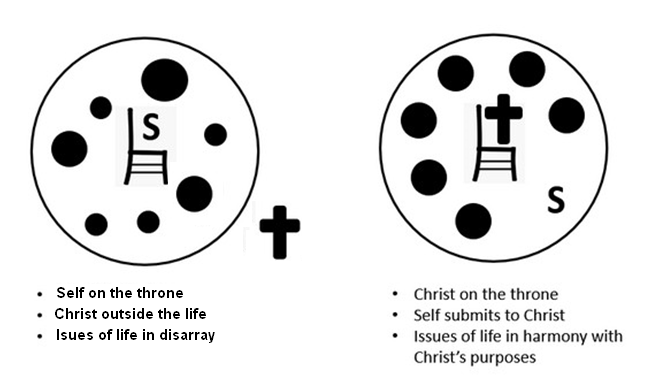 S
• Self on the throne
• Christ outside the life
• Isues of life in disarray
S
• Christ on the throne
• Self submits to Christ
• Issues of life in harmony with
Christ's purposes